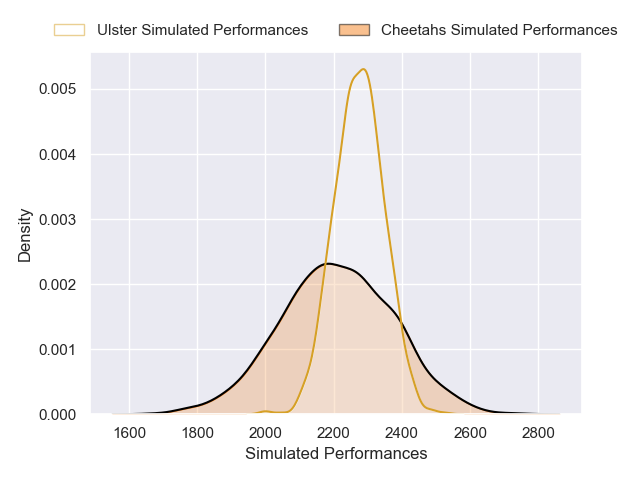 Ulster Simulated Performances Cheetahs Simulated Performances
0.005
0.004
0.003
0.002
0.001
0.000
Density
1600 1800 2000 2200 2400 2600 2800
Simulated Performances